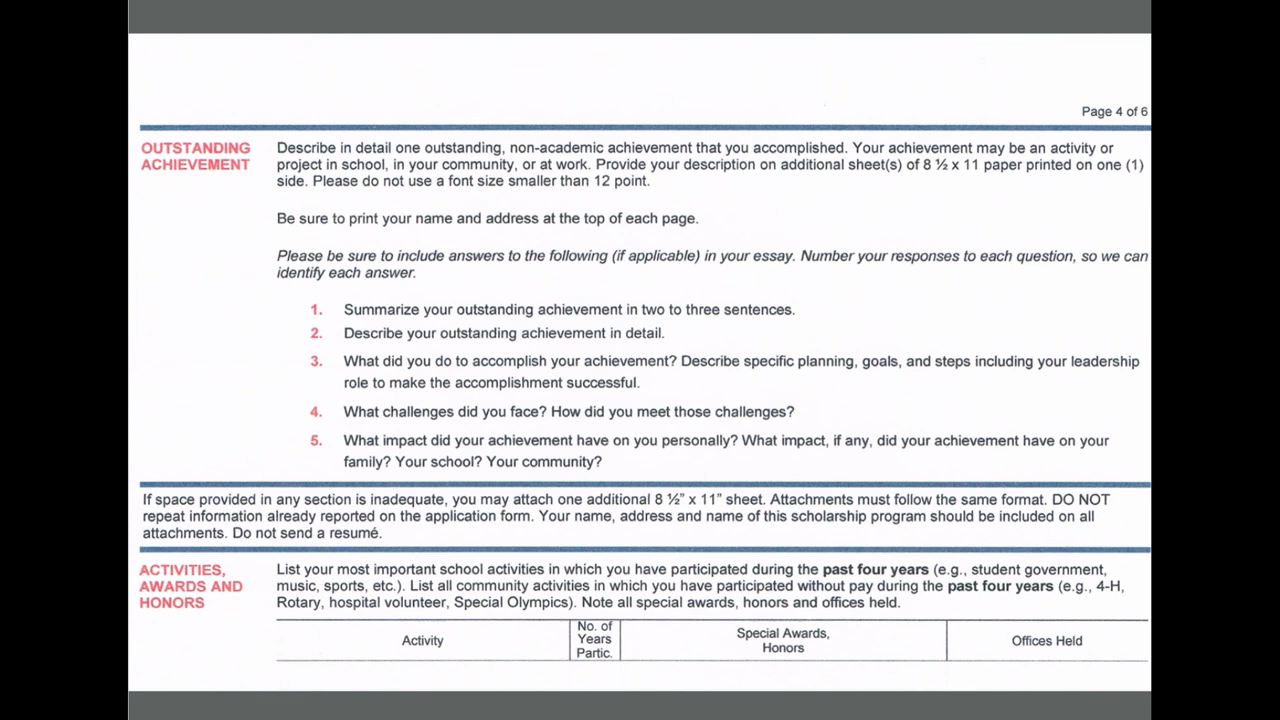 Page 4 of 6
OUTSTANDING
ACHIEVEMENT
Describe in detail one outstanding, non-academic achievement that you accomplished. Your achievement may be an activity or
project in school, in your community, or at work. Provide your description on additional sheet(s) of 8 ½ x 11 paper printed on one (1)
side. Please do not use a font size smaller than 12 point.
Be sure to print your name and address at the top of each page.
Please be sure to include answers to the following (if applicable) in your essay. Number your responses to each question, so we can
identify each answer.
1. Summarize your outstanding achievement in two to three sentences.
2. Describe your outstanding achievement in detail.
3. What did you do to accomplish your achievement? Describe specific planning, goals, and steps including your leadership
role to make the accomplishment successful.
4. What challenges did you face? How did you meet those challenges?
5. What impact did your achievement have on you personally? What impact, if any, did your achievement have on your
family? Your school? Your community?
If space provided in any section is inadequate, you may attach one additional 8 ½" x 11" sheet. Attachments must follow the same format. DO NOT
repeat information already reported on the application form. Your name, address and name of this scholarship program should be included on all
attachments. Do not send a resumé.
ACTIVITIES,
AWARDS AND
HONORS
List your most important school activities in which you have participated during the past four years (e.g., student government,
music, sports, etc.). List all community activities in which you have participated without pay during the past four years (e.g., 4-H,
Rotary, hospital volunteer, Special Olympics). Note all special awards, honors and offices held.
Activity
No. of
Years
Partic.
Special Awards,
Honors
Offices Held